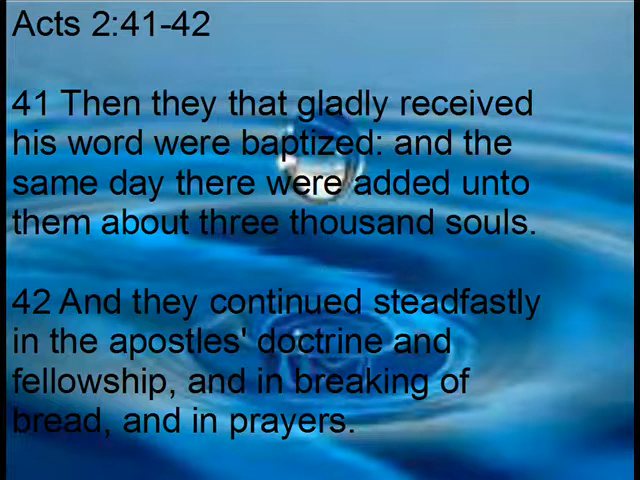 Acts 2:41-42
41 Then they that gladly received
his word were baptized: and the
same day there were added unto
them about three thousand souls.
42 And they continued steadfastly
in the apostles' doctrine and
fellowship, and in breaking of
bread, and in prayers.